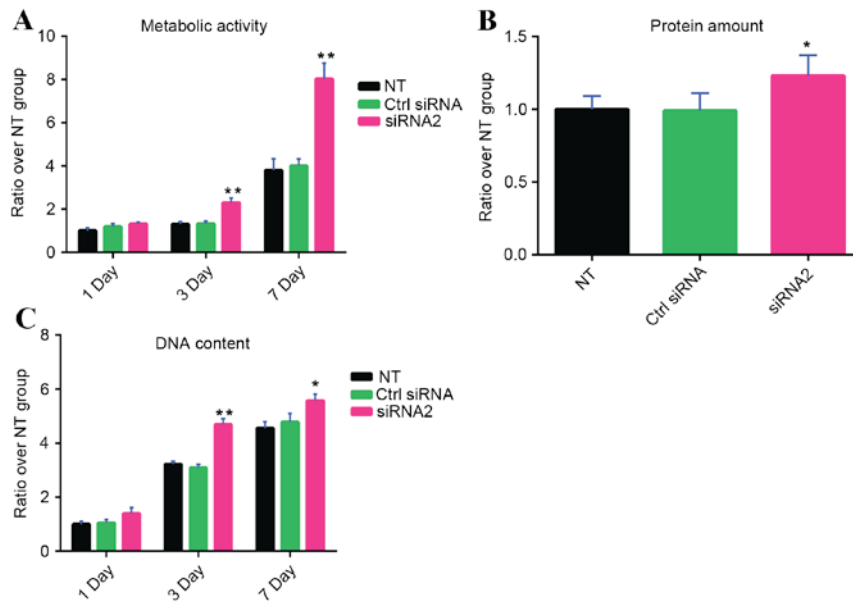 A
Metabolic activity
Ratio over NT group
10
8
6
4
2
0
**
**
NT
Ctrl siRNA
siRNA2
1 Day
3 Day
7 Day
B
Protein amount
Ratio over NT group
1.5
1.0
0.5
0.0
*
NT
Ctrl siRNA
siRNA2
C
DNA content
Ratio over NT group
8
6
4
2
0
**
*
NT
Ctrl siRNA
siRNA2
1 Day
3 Day
7 Day